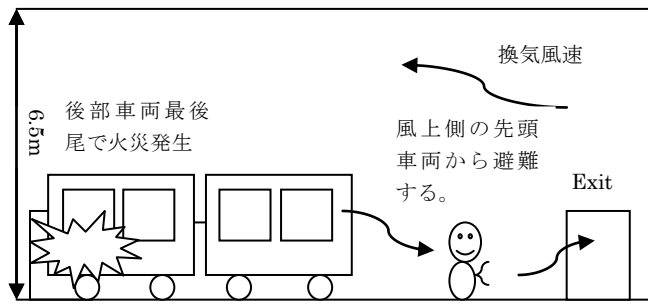 換気風速
後部車両最後
尾で火災発生
6.5m
風上側の先頭
車両から避難
する。
Exit